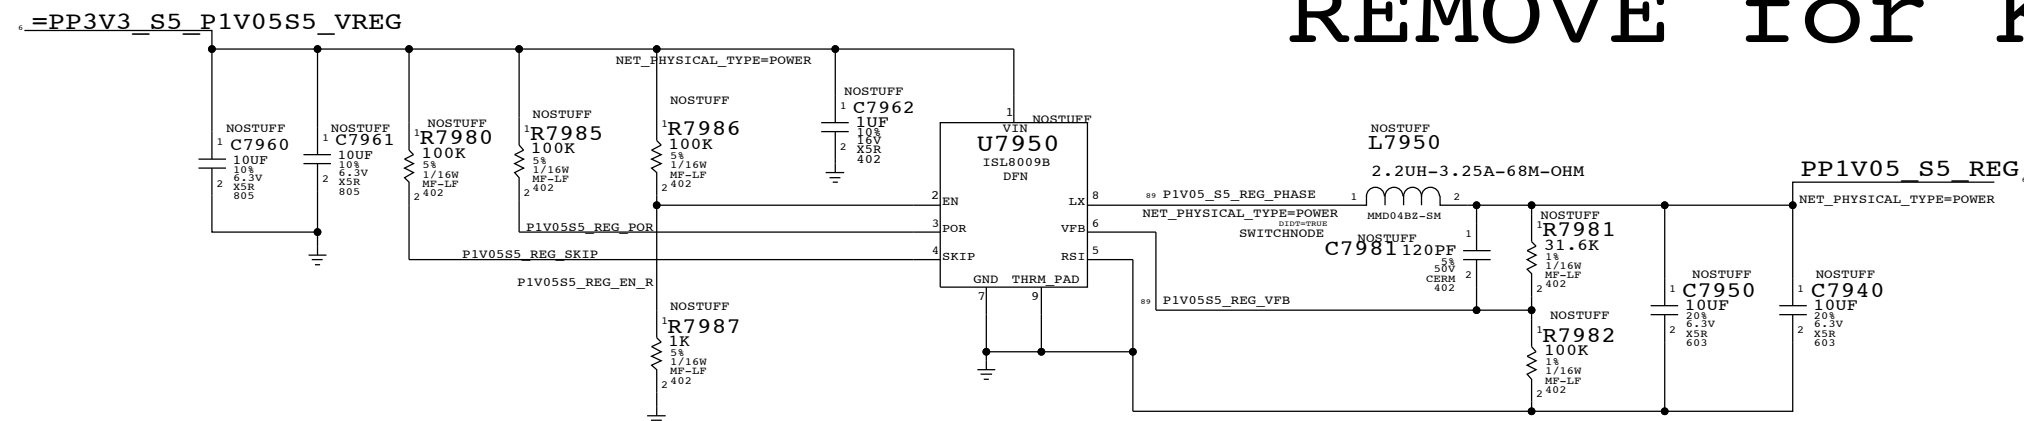 REMOVE for K
6 =PP3V3_S5_P1V05S5_VREG
NET_PHYSICAL_TYPE=POWER
NOSTUFF
1 C7960
10UF
10%
6.3V
X5R
2
805
NOSTUFF
1 C7961
10UF
10%
6.3V
X5R
2
805
NOSTUFF
1 R7980
100K
5%
1/16W
MF-LF
2 402
NOSTUFF
1 R7985
100K
5%
1/16W
MF-LF
2 402
NOSTUFF
1 R7986
100K
5%
1/16W
MF-LF
2 402
NOSTUFF
1 C7962
1UF
10%
16V
X5R
2
402
P1V05S5_REG_POR
P1V05S5_REG_SKIP
P1V05S5_REG_EN_R
NOSTUFF
1 R7987
1K
5%
1/16W
MF-LF
2 402
1
NOSTUFF
VIN
U7950
ISL8009B
DFN
2 EN
3 POR
4 SKIP
LX 8
VFB 6
RSI 5
GND THRM_PAD
7 9
89 P1V05_S5_REG_PHASE
NET_PHYSICAL_TYPE=POWER
DIDT=TRUE
SWITCHNODE
89 P1V05S5_REG_VFB
NOSTUFF
L7950
2.2UH-3.25A-68M-OHM
1 2
MMD04BZ-SM
NOSTUFF
C7981 120PF
1
5%
50V
CERM
402
2
NOSTUFF
1 R7981
31.6K
1%
1/16W
MF-LF
2 402
NOSTUFF
1 R7982
100K
1%
1/16W
MF-LF
2 402
NOSTUFF
1 C7950
10UF
20%
6.3V
X5R
603
2
PP1V05_S5_REG
NET_PHYSICAL_TYPE=POWER
NOSTUFF
1 C7940
10UF
20%
6.3V
X5R
603
2